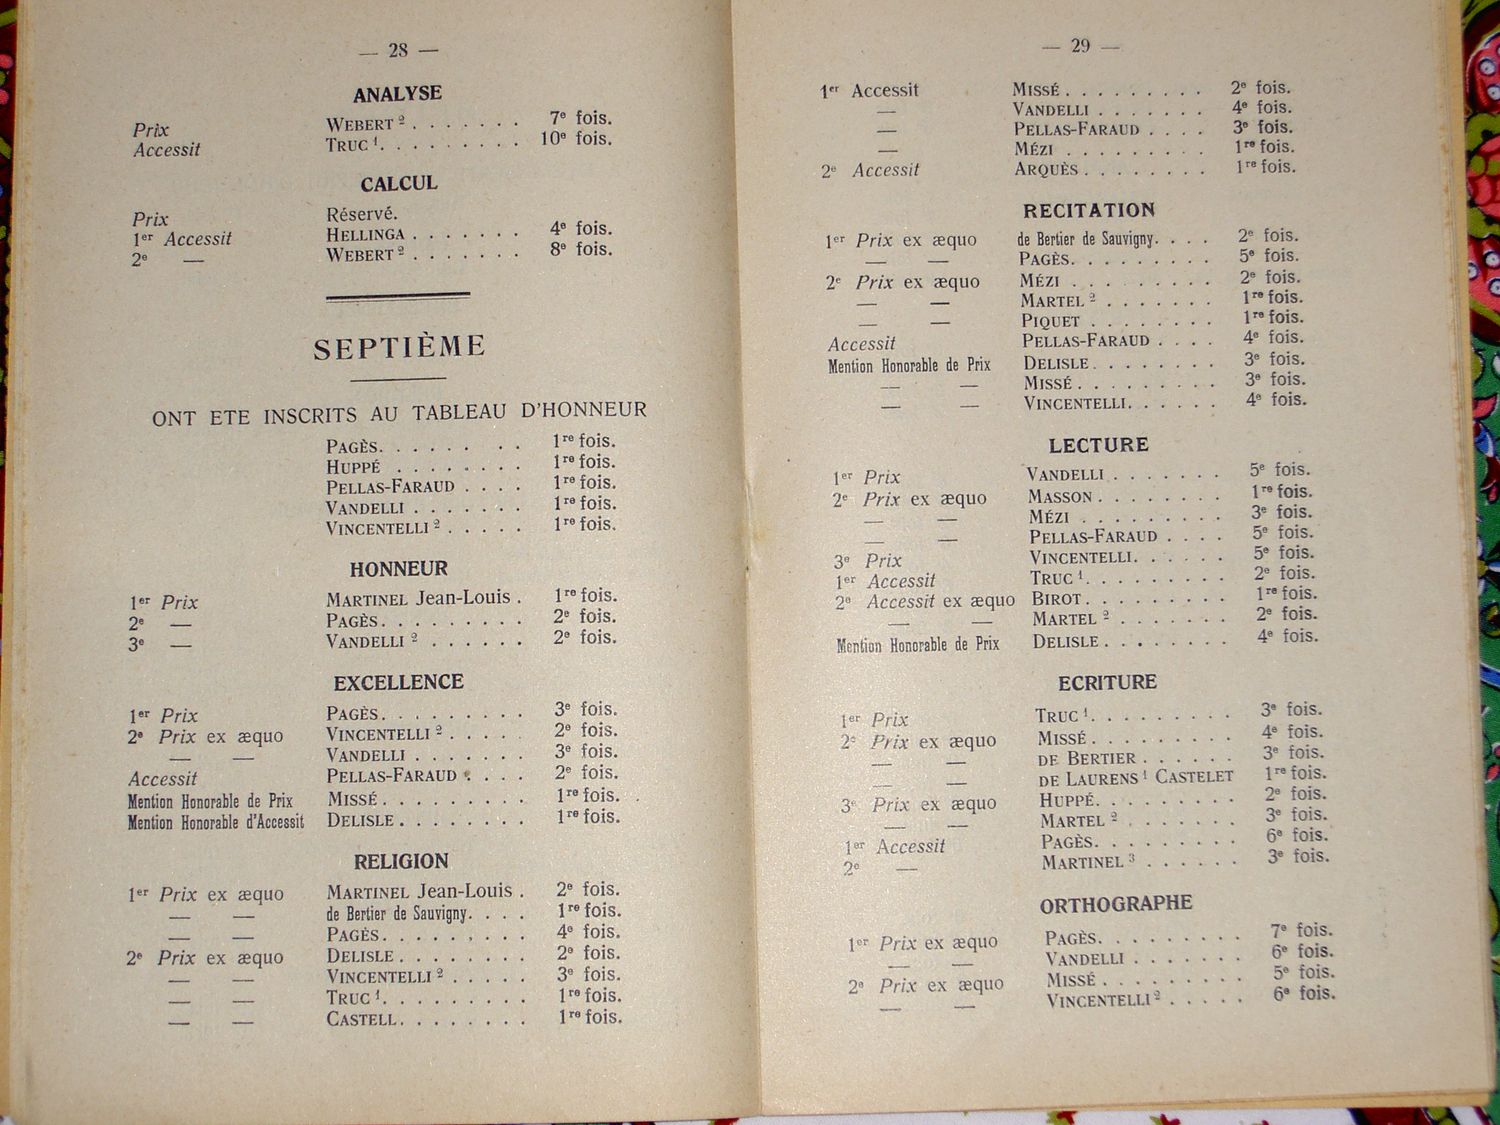 — 28 —
ANALYSE
Prix WEBERT ² . . . . . . . 7ᵉ fois.
Accessit TRUC ¹. . . . . . . . . 10ᵉ fois.
CALCUL
Prix Réservé.
1ᵉʳ Accessit HELLINGA . . . . . . . 4ᵉ fois.
2ᵉ — WEBERT ² . . . . . . . 8ᵉ fois.
SEPTIÈME
ONT ETE INSCRITS AU TABLEAU D'HONNEUR
PAGÈS. . . . . . . . 1ʳᵉ fois.
HUPPÉ . . . . . . . . 1ʳᵉ fois.
PELLAS-FARAUD . . . . 1ʳᵉ fois.
VANDELLI . . . . . . . 1ʳᵉ fois.
VINCENTELLI ² . . . . . 1ʳᵉ fois.
HONNEUR
1ᵉʳ Prix MARTINEL Jean-Louis . 1ʳᵉ fois.
2ᵉ — PAGÈS. . . . . . . . . 2ᵉ fois.
3ᵉ — VANDELLI ² . . . . . . 2ᵉ fois.
EXCELLENCE
1ᵉʳ Prix PAGÈS. . . . . . . . . 3ᵉ fois.
2ᵉ Prix ex æquo VINCENTELLI ² . . . . . 2ᵉ fois.
— — VANDELLI . . . . . . . 3ᵉ fois.
Accessit PELLAS-FARAUD . . . . 2ᵉ fois.
Mention Honorable de Prix MISSÉ . . . . . . . . . 1ʳᵉ fois.
Mention Honorable d'Accessit DELISLE . . . . . . . . 1ʳᵉ fois.
RELIGION
1ᵉʳ Prix ex æquo MARTINEL Jean-Louis . 2ᵉ fois.
— — de Bertier de Sauvigny. . . . 1ʳᵉ fois.
— — PAGÈS. . . . . . . . . 4ᵉ fois.
2ᵉ Prix ex æquo DELISLE . . . . . . . . 2ᵉ fois.
— — VINCENTELLI ² . . . . . 3ᵉ fois.
— — TRUC ¹. . . . . . . . . 1ʳᵉ fois.
— — CASTELL. . . . . . . . 1ʳᵉ fois.
— 29 —
1ᵉʳ Accessit MISSÉ . . . . . . . . . 2ᵉ fois.
— VANDELLI . . . . . . . 4ᵉ fois.
— PELLAS-FARAUD . . . . 3ᵉ fois.
— MÉZI . . . . . . . . . 1ʳᵉ fois.
2ᵉ Accessit ARQUÈS . . . . . . . . 1ʳᵉ fois.
RECITATION
1ᵉʳ Prix ex æquo de Bertier de Sauvigny. . . . 2ᵉ fois.
— — PAGÈS. . . . . . . . . 5ᵉ fois.
2ᵉ Prix ex æquo MÉZI . . . . . . . . . 2ᵉ fois.
— — MARTEL ² . . . . . . . 1ʳᵉ fois.
— — PIQUET . . . . . . . . 1ʳᵉ fois.
Accessit PELLAS-FARAUD . . . . 4ᵉ fois.
Mention Honorable de Prix DELISLE . . . . . . . . 3ᵉ fois.
— — MISSÉ . . . . . . . . . 3ᵉ fois.
— — VINCENTELLI. . . . . . 4ᵉ fois.
LECTURE
1ᵉʳ Prix VANDELLI . . . . . . . 5ᵉ fois.
2ᵉ Prix ex æquo MASSON . . . . . . . . 1ʳᵉ fois.
— — MÉZI . . . . . . . . . 3ᵉ fois.
— — PELLAS-FARAUD . . . . 5ᵉ fois.
3ᵉ Prix VINCENTELLI. . . . . . 5ᵉ fois.
1ᵉʳ Accessit TRUC ¹. . . . . . . . . 2ᵉ fois.
2ᵉ Accessit ex æquo BIROT. . . . . . . . . 1ʳᵉ fois.
— — MARTEL ² . . . . . . . 2ᵉ fois.
Mention Honorable de Prix DELISLE . . . . . . . . 4ᵉ fois.
ECRITURE
1ᵉʳ Prix TRUC ¹. . . . . . . . . 3ᵉ fois.
2ᵉ Prix ex æquo MISSÉ . . . . . . . . . 4ᵉ fois.
— — DE BERTIER . . . . . . 3ᵉ fois.
— — DE LAURENS ¹ CASTELET 1ʳᵉ fois.
3ᵉ Prix ex æquo HUPPÉ. . . . . . . . . 2ᵉ fois.
— — MARTEL ² . . . . . . . 3ᵉ fois.
1ᵉʳ Accessit PAGÈS. . . . . . . . . 6ᵉ fois.
2ᵉ — MARTINEL ³ . . . . . . 3ᵉ fois.
ORTHOGRAPHE
1ᵉʳ Prix ex æquo PAGÈS. . . . . . . . . 7ᵉ fois.
— — VANDELLI . . . . . . . 6ᵉ fois.
2ᵉ Prix ex æquo MISSÉ . . . . . . . . . 5ᵉ fois.
— — VINCENTELLI ² . . . . . 6ᵉ fois.